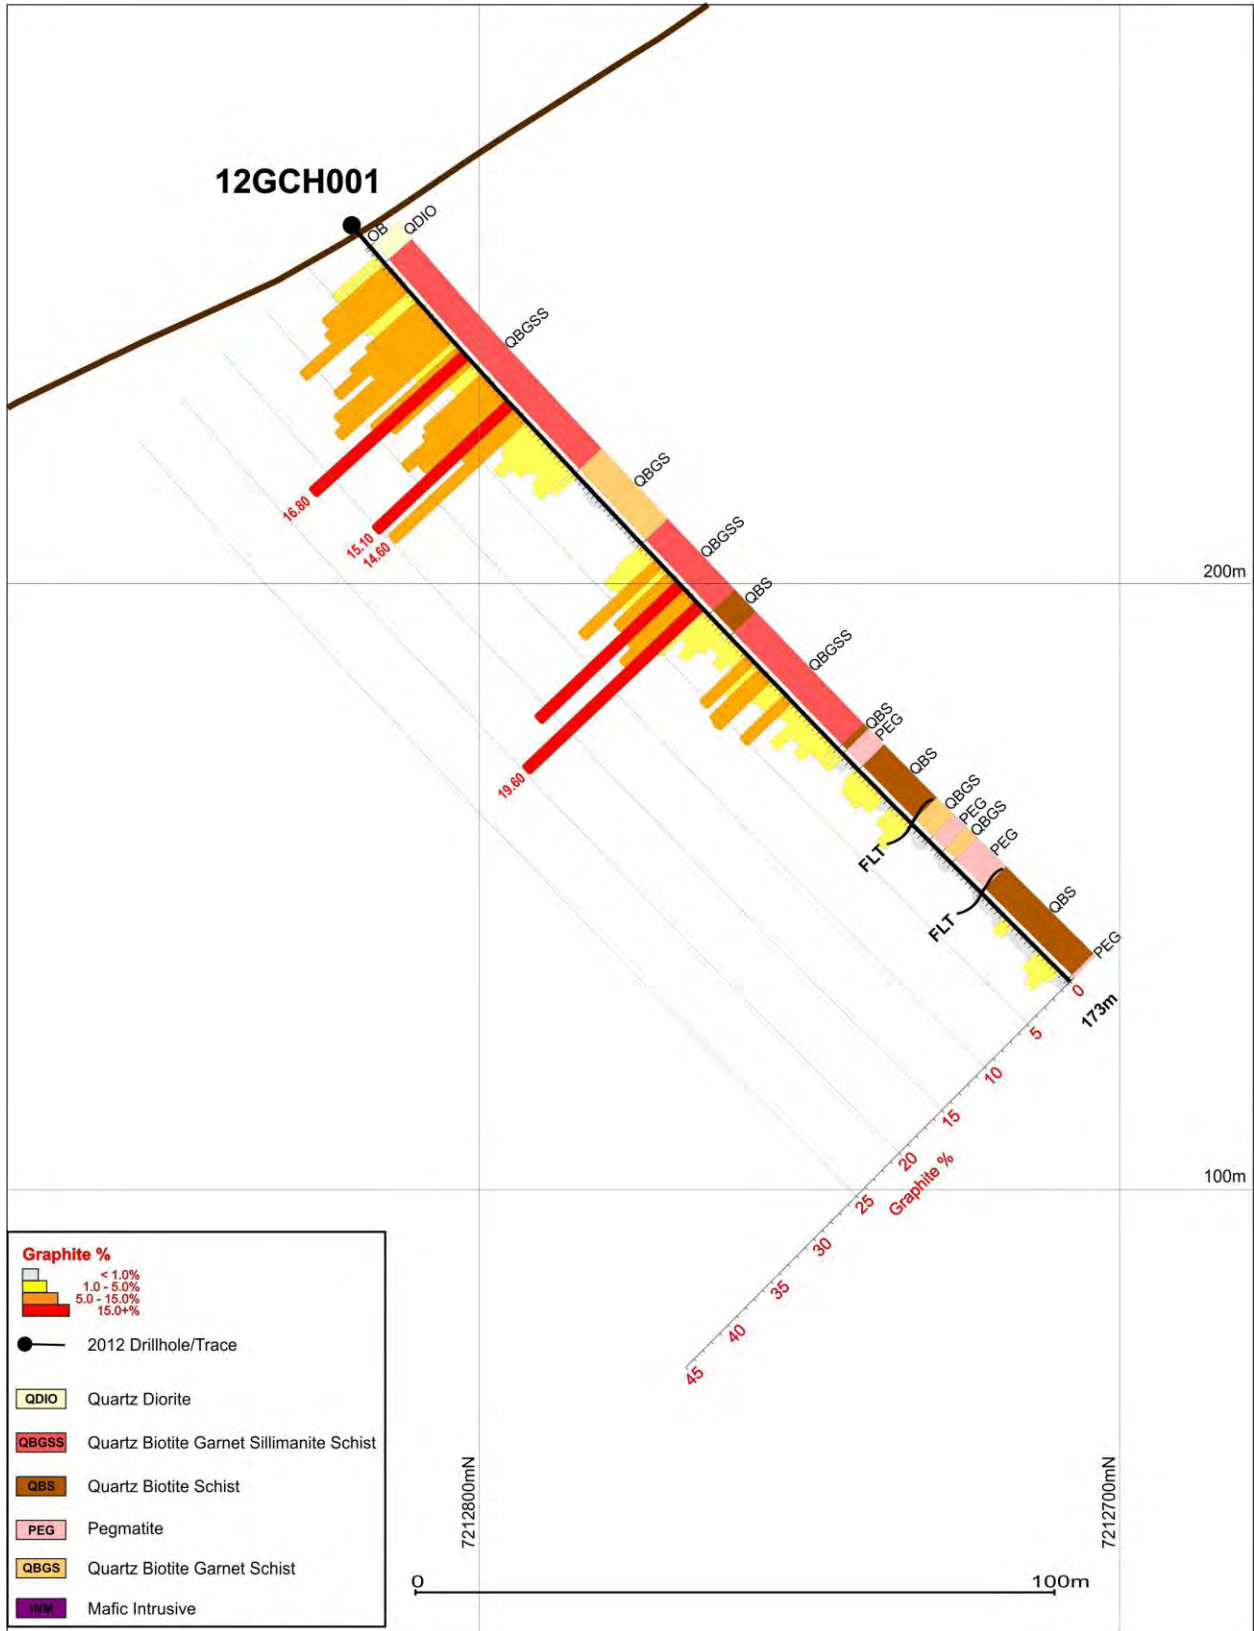 12GCH001
OB
QDIO
QBGSS
QBGS
QBGSS
QBS
QBGSS
QBS
PEG
QBS
QBGS
PEG
QBGS
PEG
QBS
PEG
16.80
15.10
14.60
19.60
FLT
FLT
200m
100m
173m
0
5
10
15
20
25
30
35
40
45
Graphite %
Graphite %
< 1.0%
1.0 - 5.0%
5.0 - 15.0%
15.0+%
2012 Drillhole/Trace
QDIO Quartz Diorite
QBGSS Quartz Biotite Garnet Sillimanite Schist
QBS Quartz Biotite Schist
PEG Pegmatite
QBGS Quartz Biotite Garnet Schist
INM Mafic Intrusive
7212800mN
7212700mN
0 100m